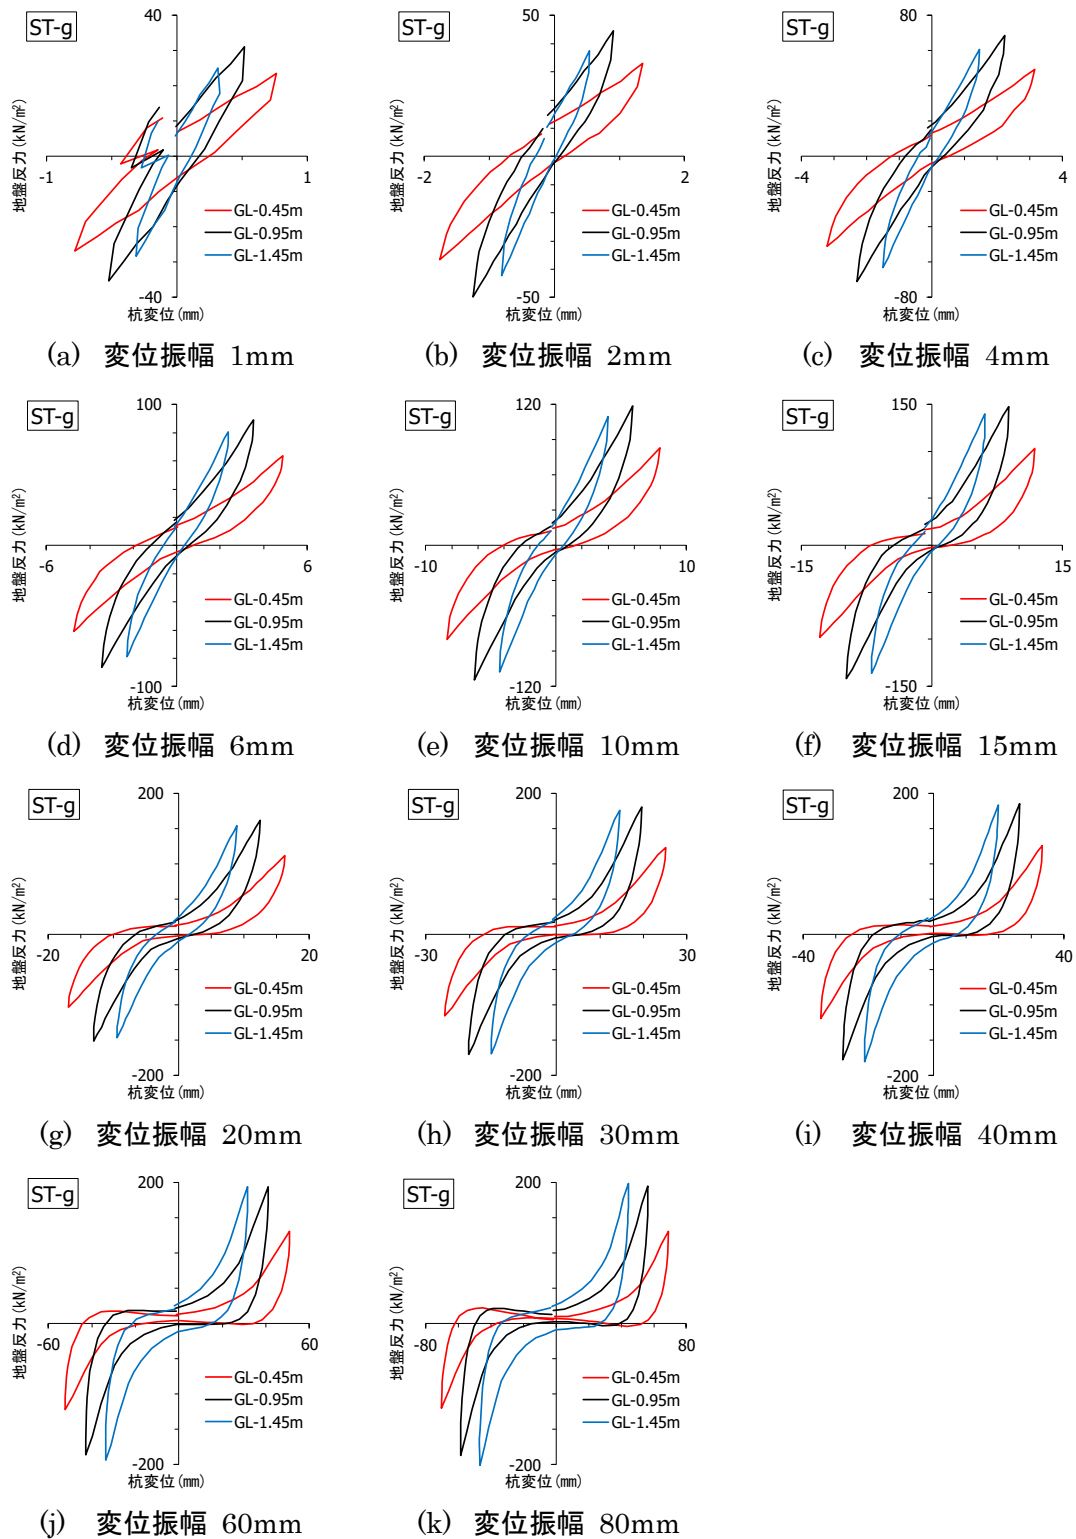 ST-g
40
地盤反力(kN/m²)
-1
1
GL-0.45m
GL-0.95m
GL-1.45m
-40
杭変位(mm)
(a) 変位振幅 1mm
ST-g
50
地盤反力(kN/m²)
-2
2
GL-0.45m
GL-0.95m
GL-1.45m
-50
杭変位(mm)
(b) 変位振幅 2mm
ST-g
80
地盤反力(kN/m²)
-4
4
GL-0.45m
GL-0.95m
GL-1.45m
-80
杭変位(mm)
(c) 変位振幅 4mm
ST-g
100
地盤反力(kN/m²)
-6
6
GL-0.45m
GL-0.95m
GL-1.45m
-100
杭変位(mm)
(d) 変位振幅 6mm
ST-g
120
地盤反力(kN/m²)
-10
10
GL-0.45m
GL-0.95m
GL-1.45m
-120
杭変位(mm)
(e) 変位振幅 10mm
ST-g
150
地盤反力(kN/m²)
-15
15
GL-0.45m
GL-0.95m
GL-1.45m
-150
杭変位(mm)
(f) 変位振幅 15mm
ST-g
200
地盤反力(kN/m²)
-20
20
GL-0.45m
GL-0.95m
GL-1.45m
-200
杭変位(mm)
(g) 変位振幅 20mm
ST-g
200
地盤反力(kN/m²)
-30
30
GL-0.45m
GL-0.95m
GL-1.45m
-200
杭変位(mm)
(h) 変位振幅 30mm
ST-g
200
地盤反力(kN/m²)
-40
40
GL-0.45m
GL-0.95m
GL-1.45m
-200
杭変位(mm)
(i) 変位振幅 40mm
ST-g
200
地盤反力(kN/m²)
-60
60
GL-0.45m
GL-0.95m
GL-1.45m
-200
杭変位(mm)
(j) 変位振幅 60mm
ST-g
200
地盤反力(kN/m²)
-80
80
GL-0.45m
GL-0.95m
GL-1.45m
-200
杭変位(mm)
(k) 変位振幅 80mm